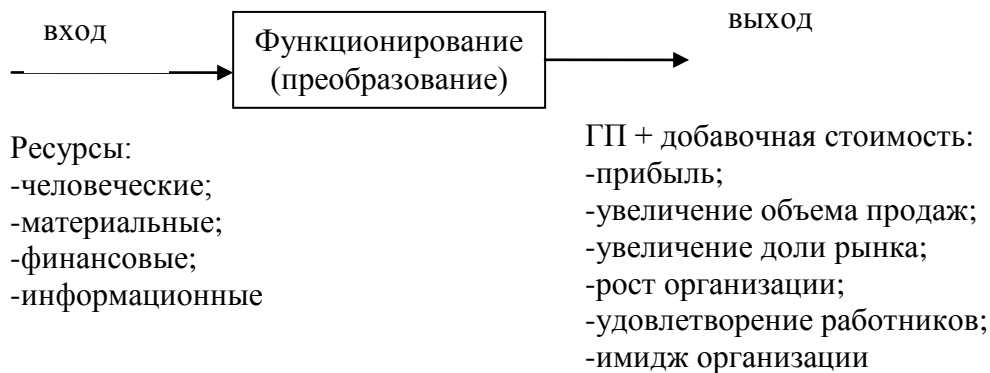 вход
Функционирование
(преобразование)
выход
Ресурсы:
-человеческие;
-материальные;
-финансовые;
-информационные
ГП + добавочная стоимость:
-прибыль;
-увеличение объема продаж;
-увеличение доли рынка;
-рост организации;
-удовлетворение работников;
-имидж организации